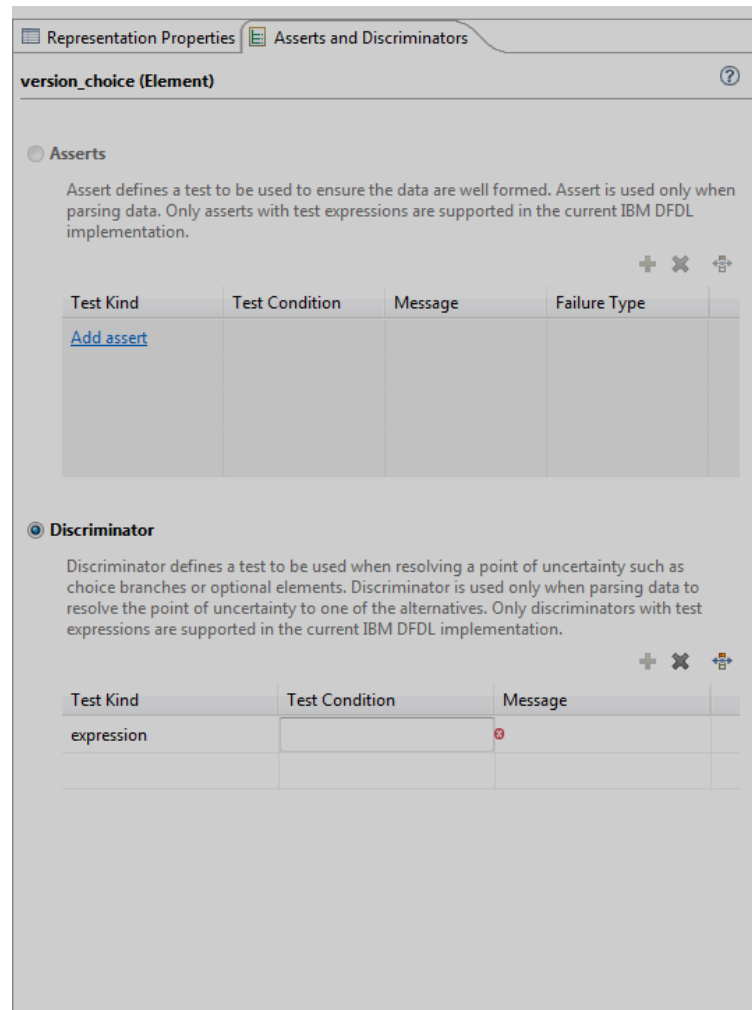 Representation Properties Asserts and Discriminators
version_choice (Element)
Asserts
Assert defines a test to be used to ensure the data are well formed. Assert is used only when
parsing data. Only asserts with test expressions are supported in the current IBM DFDL
implementation.
Test Kind Test Condition Message Failure Type
Add assert
Discriminator
Discriminator defines a test to be used when resolving a point of uncertainty such as
choice branches or optional elements. Discriminator is used only when parsing data to
resolve the point of uncertainty to one of the alternatives. Only discriminators with test
expressions are supported in the current IBM DFDL implementation.
Test Kind Test Condition Message
expression